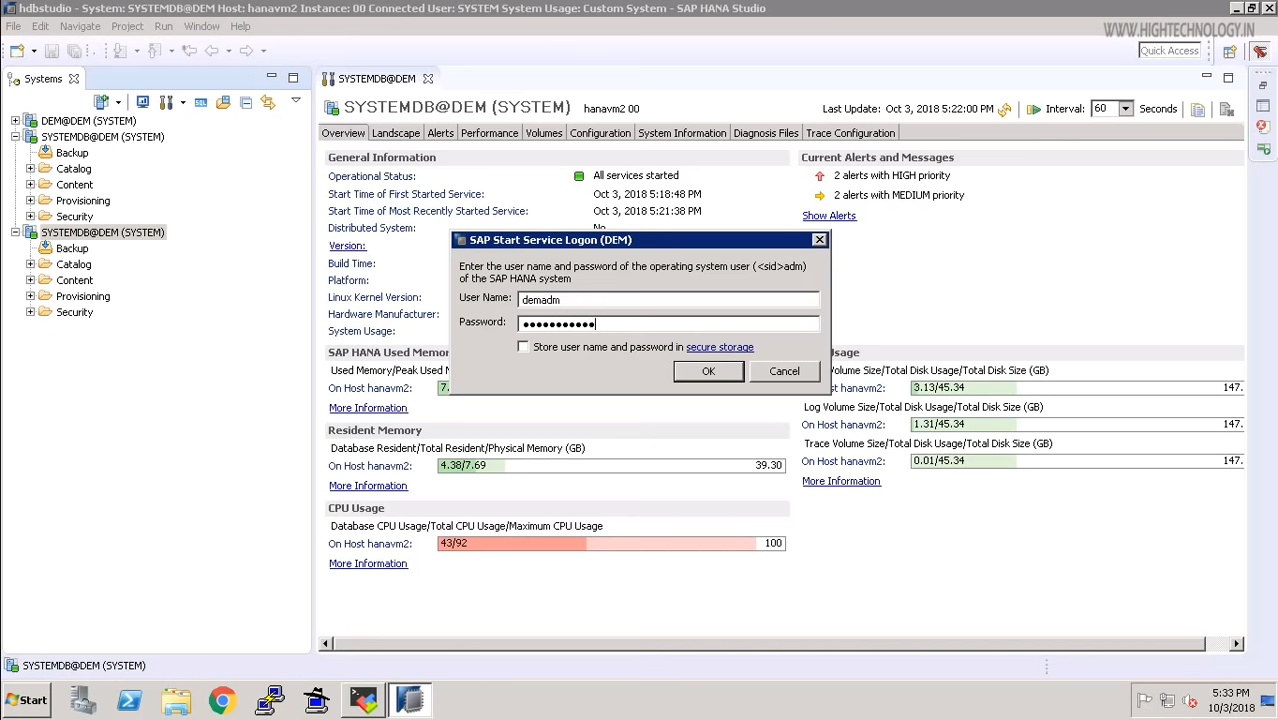 hdbstudio - System: SYSTEMDB@DEM Host: hanavm2 Instance: 00 Connected User: SYSTEM System Usage: Custom System - SAP HANA Studio
File Edit Navigate Project Run Window Help
WWW.HIGHTECHNOLOGY.IN
Quick Access
Systems
SYSTEMDB@DEM
DEM@DEM (SYSTEM)
SYSTEMDB@DEM (SYSTEM)
Backup
Catalog
Content
Provisioning
Security
SYSTEMDB@DEM (SYSTEM)
Backup
Catalog
Content
Provisioning
Security
SYSTEMDB@DEM (SYSTEM) hanavm2 00
Last Update: Oct 3, 2018 5:22:00 PM Interval: 60 Seconds
Overview Landscape Alerts Performance Volumes Configuration System Information Diagnosis Files Trace Configuration
General Information
Operational Status: All services started
Start Time of First Started Service: Oct 3, 2018 5:18:48 PM
Start Time of Most Recently Started Service: Oct 3, 2018 5:21:38 PM
Distributed System: No
Version:
Build Time:
Platform:
Linux Kernel Version:
Hardware Manufacturer:
System Usage:
Current Alerts and Messages
2 alerts with HIGH priority
2 alerts with MEDIUM priority
Show Alerts
SAP Start Service Logon (DEM)
Enter the user name and password of the operating system user (<sid>adm)
of the SAP HANA system
User Name: demadm
Password: ●●●●●●●●●●●
Store user name and password in secure storage
OK Cancel
SAP HANA Used Memor
Used Memory/Peak Used M
On Host hanavm2: 7.
More Information
Resident Memory
Database Resident/Total Resident/Physical Memory (GB)
On Host hanavm2: 4.38/7.69 39.30
More Information
CPU Usage
Database CPU Usage/Total CPU Usage/Maximum CPU Usage
On Host hanavm2: 43/92 100
More Information
Usage
Volume Size/Total Disk Usage/Total Disk Size (GB)
On Host hanavm2: 3.13/45.34 147.
Log Volume Size/Total Disk Usage/Total Disk Size (GB)
On Host hanavm2: 1.31/45.34 147.
Trace Volume Size/Total Disk Usage/Total Disk Size (GB)
On Host hanavm2: 0.01/45.34 147.
More Information
SYSTEMDB@DEM (SYSTEM)
Start
5:33 PM
10/3/2018